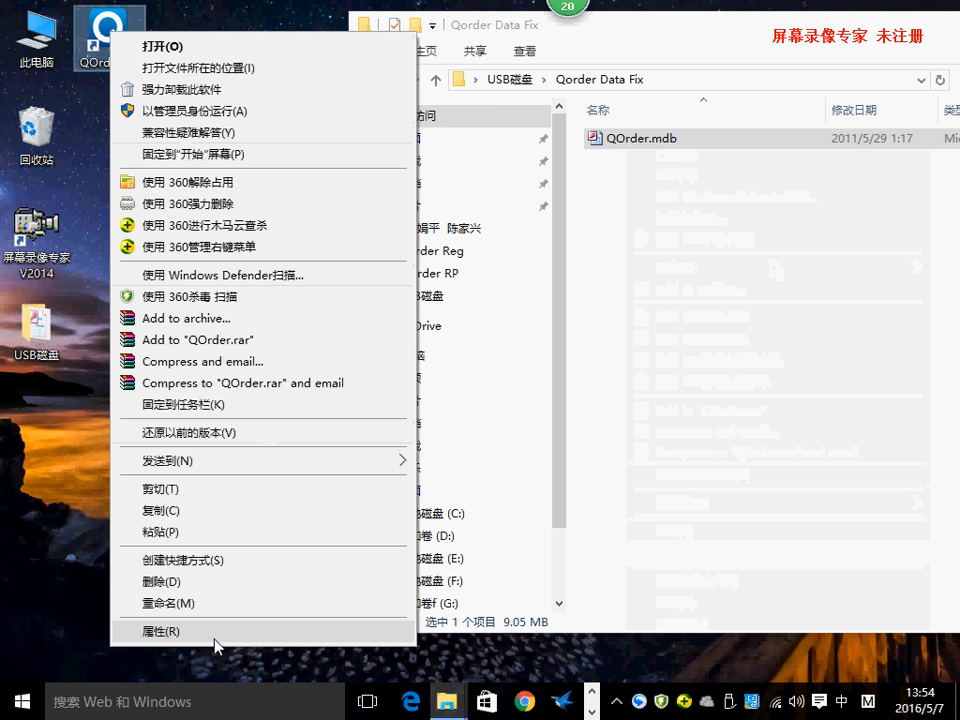 此电脑
QOrd
回收站
屏幕录像专家
V2014
USB磁盘
打开(O)
打开文件所在的位置(I)
强力卸载此软件
以管理员身份运行(A)
兼容性疑难解答(Y)
固定到"开始"屏幕(P)
使用 360解除占用
使用 360强力删除
使用 360进行木马云查杀
使用 360管理右键菜单
使用 Windows Defender扫描...
使用 360杀毒 扫描
Add to archive...
Add to "QOrder.rar"
Compress and email...
Compress to "QOrder.rar" and email
固定到任务栏(K)
还原以前的版本(V)
发送到(N)
剪切(T)
复制(C)
粘贴(P)
创建快捷方式(S)
删除(D)
重命名(M)
属性(R)
20
Qorder Data Fix
屏幕录像专家 未注册
主页 共享 查看
USB磁盘 › Qorder Data Fix
名称 修改日期 类型
QOrder.mdb 2011/5/29 1:17 Mic
访问
娟平 陈家兴
rder Reg
rder RP
磁盘
Drive
磁盘 (C:)
卷 (D:)
磁盘 (E:)
磁盘 (F:)
卷f (G:)
选中 1 个项目 9.05 MB
搜索 Web 和 Windows
中
M
13:54
2016/5/7